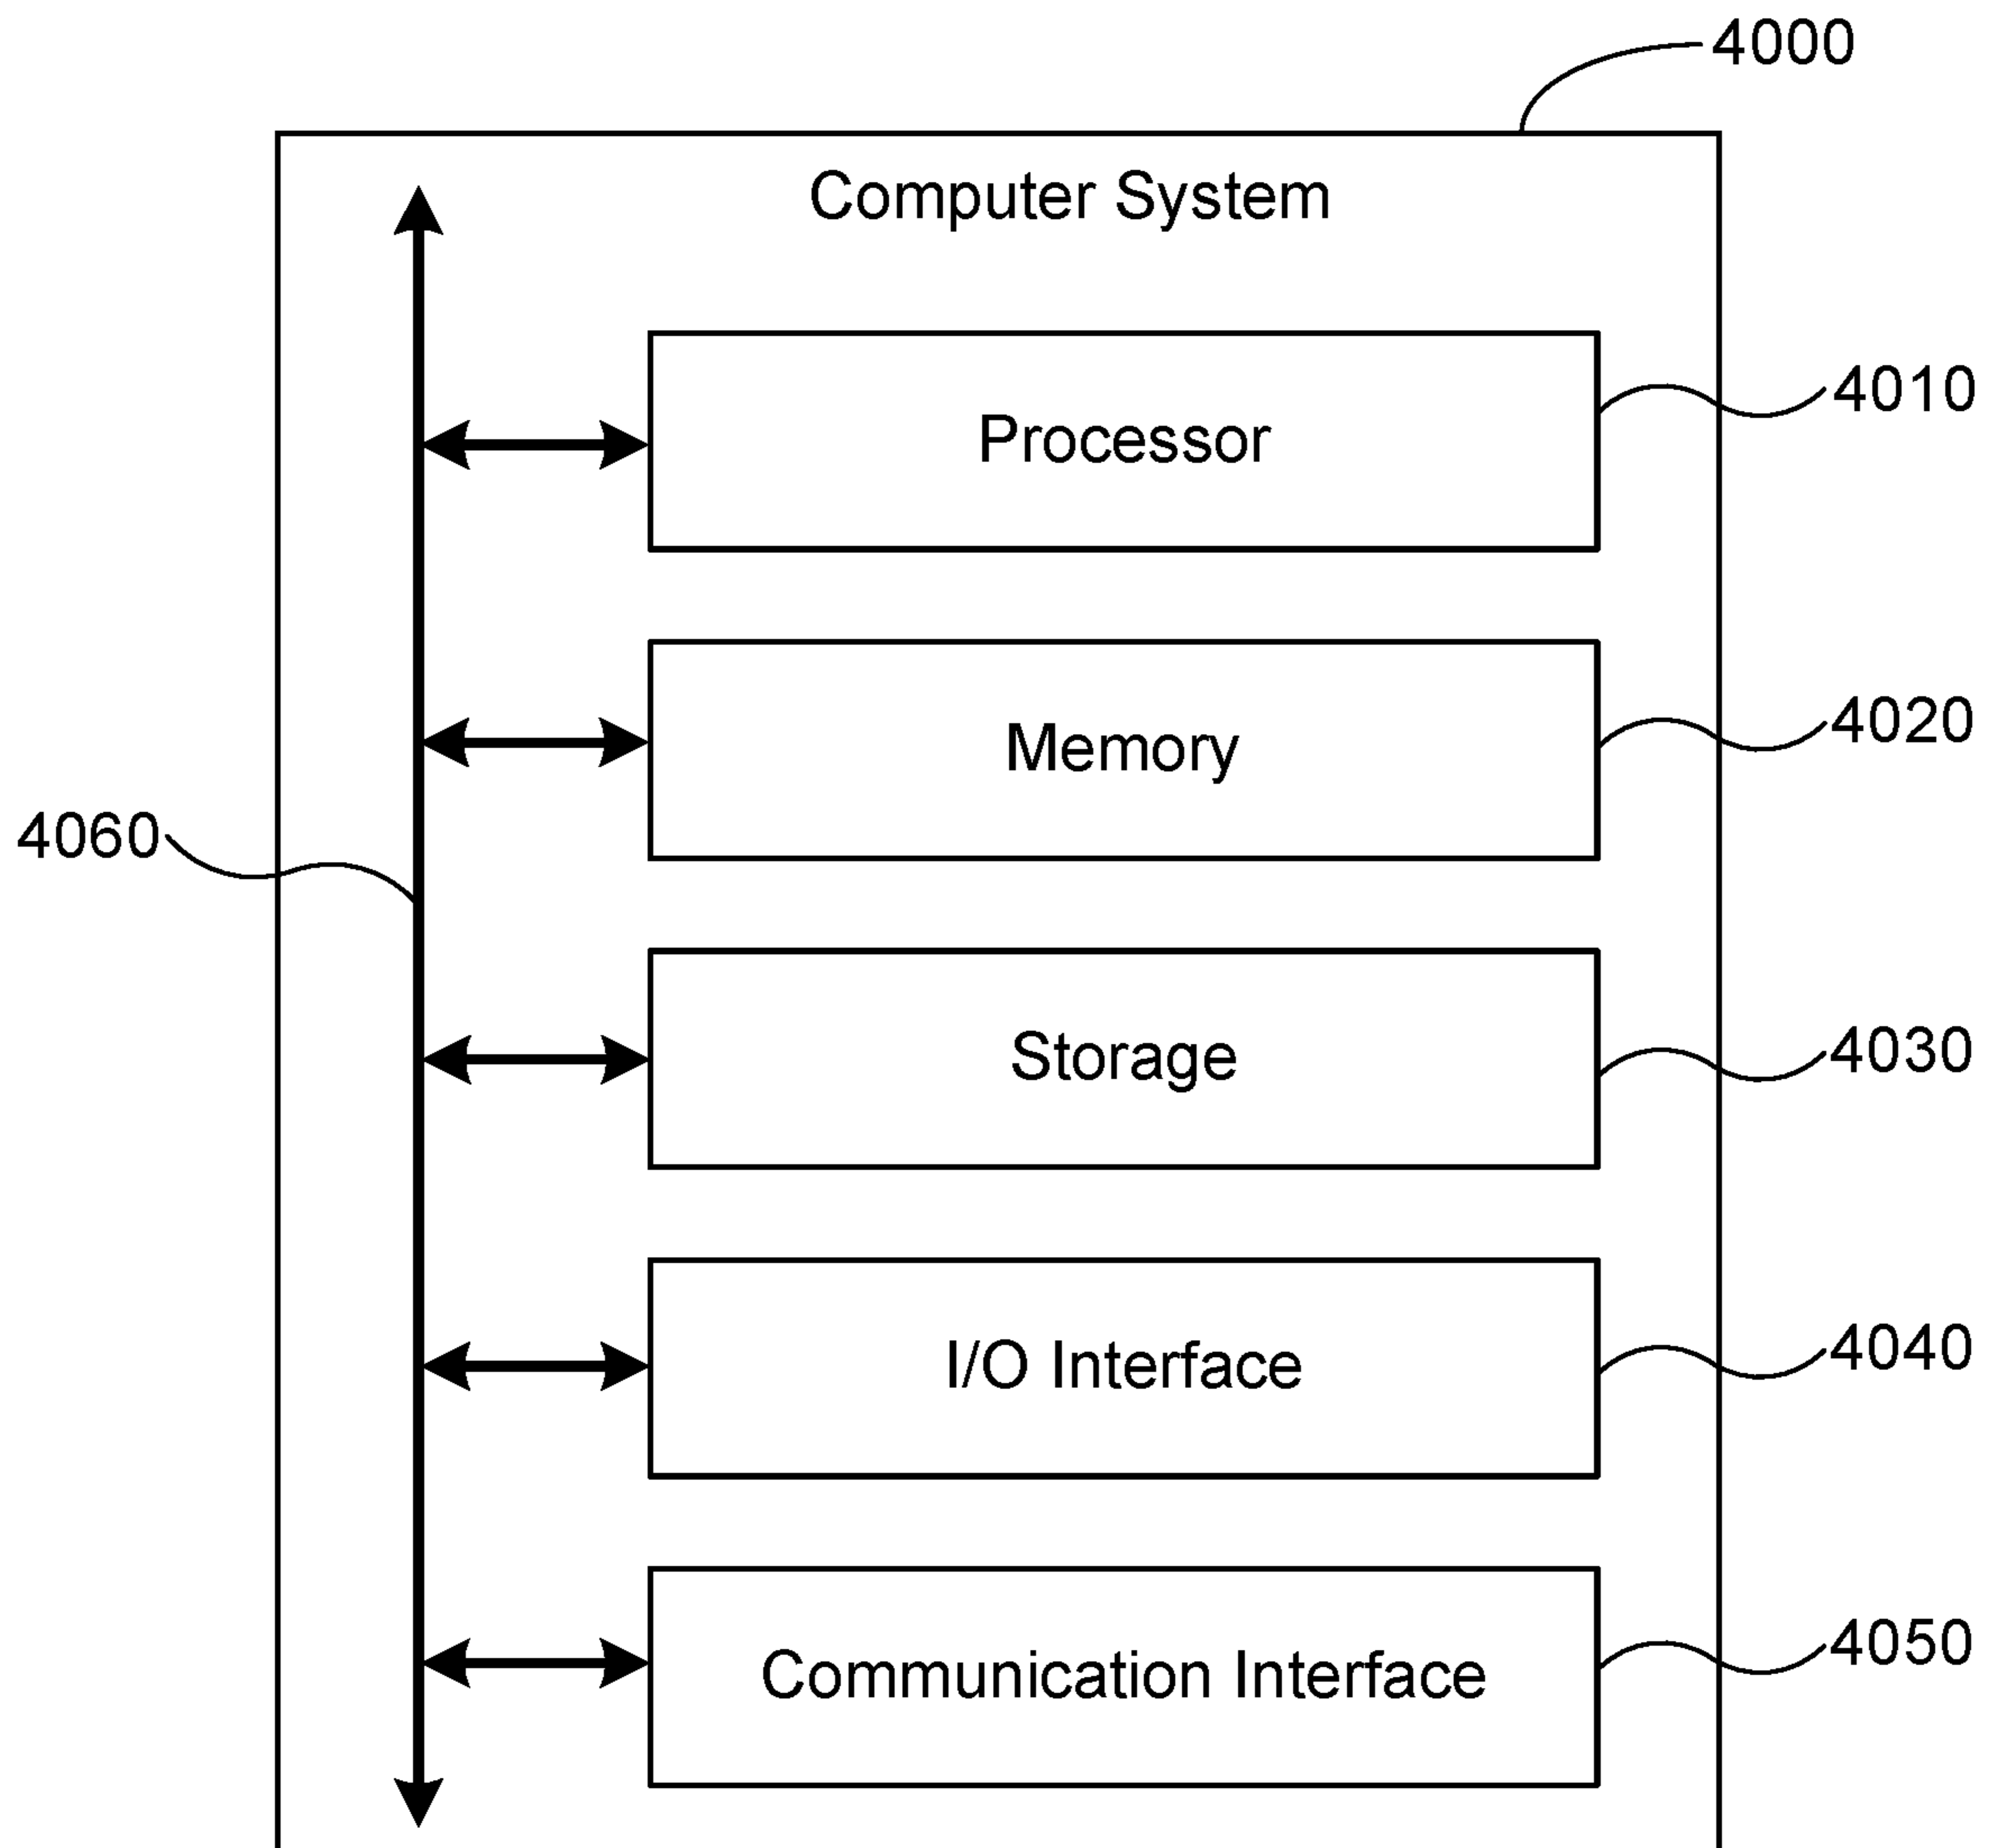 4000
Computer System
Processor
4010
Memory
4020
4060
Storage
4030
I/O Interface
4040
Communication Interface
4050